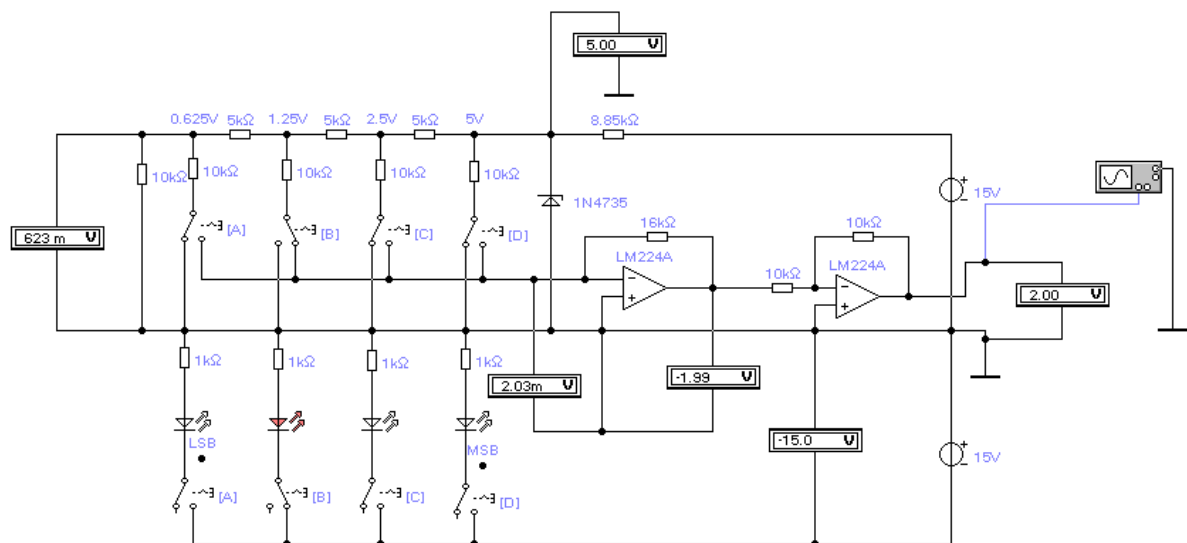 5.00 V
0.625V 5kΩ 1.25V 5kΩ 2.5V 5kΩ 5V 8.85kΩ
10kΩ 10kΩ 10kΩ 10kΩ 10kΩ
15V
1N4735
623 m V
[A] [B] [C] [D]
16kΩ 10kΩ
LM224A LM224A
10kΩ
2.00 V
1kΩ 1kΩ 1kΩ 1kΩ
2.03m V
-1.99 V
LSB MSB
-15.0 V
15V
[A] [B] [C] [D]